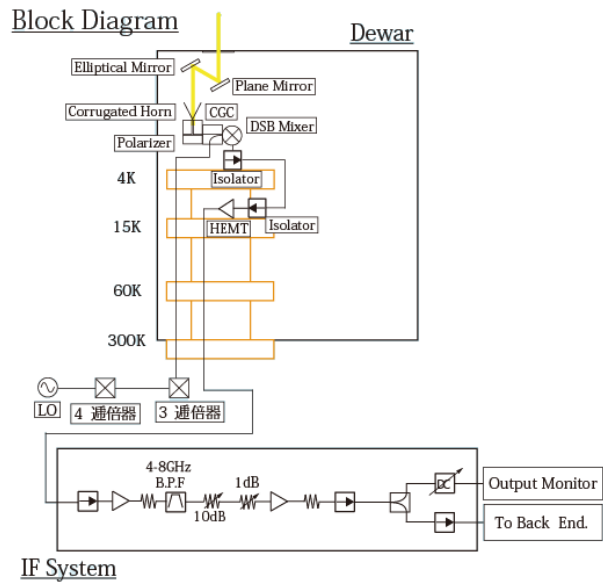 Block Diagram
Dewar
Elliptical Mirror
Plane Mirror
Corrugated Horn
CGC
DSB Mixer
Polarizer
Isolator
4K
HEMT
Isolator
15K
60K
300K
LO
4 逓倍器
3 逓倍器
4-8GHz
B.P.F
1dB
10dB
DC
Output Monitor
To Back End.
IF System